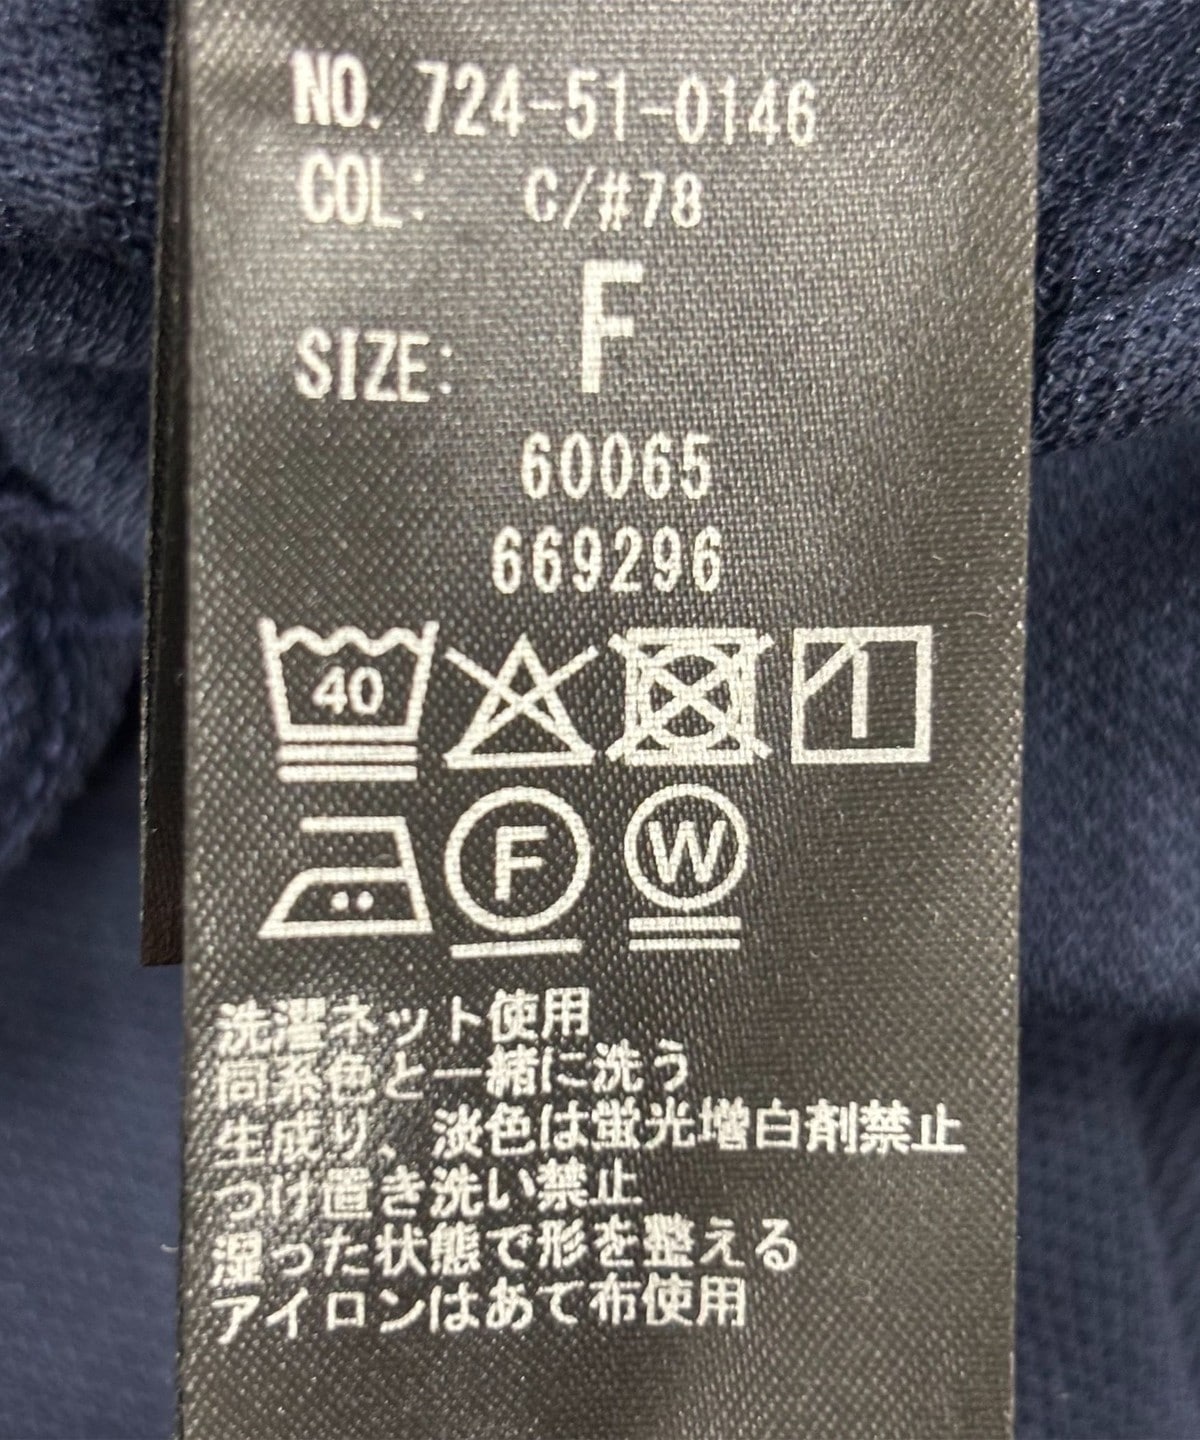 NO. 724-51-0146
COL: C/#78
SIZE: F
60065
669296
40
F W
洗濯ネット使用
同系色と一緒に洗う
生成り、淡色は蛍光増白剤禁止
つけ置き洗い禁止
湿った状態で形を整える
アイロンはあて布使用